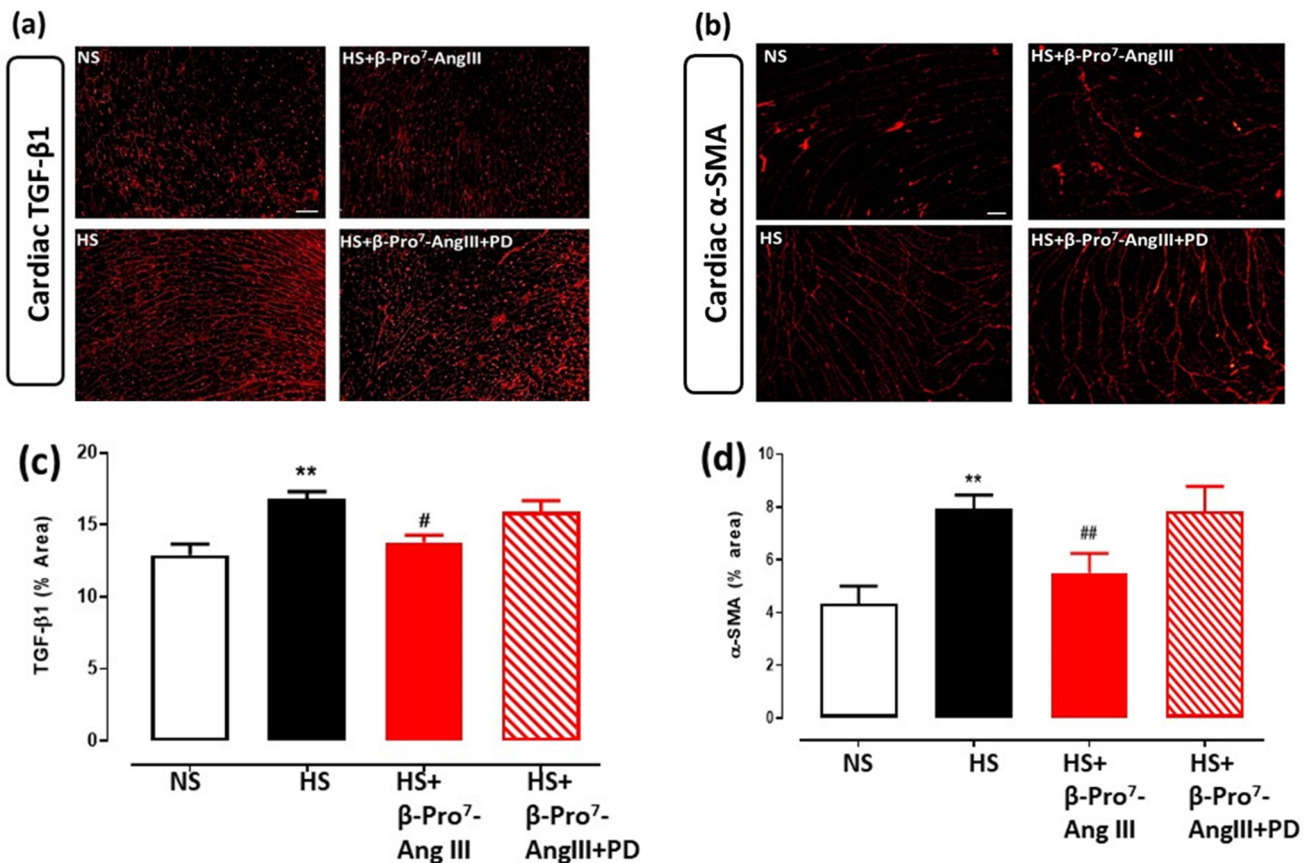 (a)
Cardiac TGF-β1
NS
HS+β-Pro⁷-AngIII
HS
HS+β-Pro⁷-AngIII+PD
(b)
Cardiac α-SMA
NS
HS+β-Pro⁷-AngIII
HS
HS+β-Pro⁷-AngIII+PD
(c)
TGF-β1 (% Area)
20
15
10
5
0
**
#
NS
HS
HS+
β-Pro⁷-
Ang III
HS+
β-Pro⁷-
AngIII+PD
(d)
α-SMA (% area)
10
8
6
4
2
0
**
##
NS
HS
HS+
β-Pro⁷-
Ang III
HS+
β-Pro⁷-
AngIII+PD